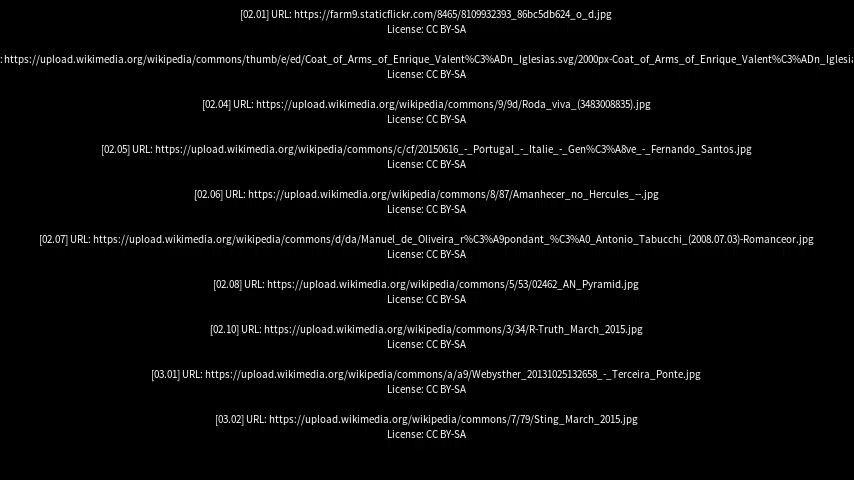 [02.01] URL: https://farm9.staticflickr.com/8465/8109932393_86bc5db624_o_d.jpg
License: CC BY-SA
: https://upload.wikimedia.org/wikipedia/commons/thumb/e/ed/Coat_of_Arms_of_Enrique_Valent%C3%ADn_Iglesias.svg/2000px-Coat_of_Arms_of_Enrique_Valent%C3%ADn_Iglesia
License: CC BY-SA
[02.04] URL: https://upload.wikimedia.org/wikipedia/commons/9/9d/Roda_viva_(3483008835).jpg
License: CC BY-SA
[02.05] URL: https://upload.wikimedia.org/wikipedia/commons/c/cf/20150616_-_Portugal_-_Italie_-_Gen%C3%A8ve_-_Fernando_Santos.jpg
License: CC BY-SA
[02.06] URL: https://upload.wikimedia.org/wikipedia/commons/8/87/Amanhecer_no_Hercules_--.jpg
License: CC BY-SA
[02.07] URL: https://upload.wikimedia.org/wikipedia/commons/d/da/Manuel_de_Oliveira_r%C3%A9pondant_%C3%A0_Antonio_Tabucchi_(2008.07.03)-Romanceor.jpg
License: CC BY-SA
[02.08] URL: https://upload.wikimedia.org/wikipedia/commons/5/53/02462_AN_Pyramid.jpg
License: CC BY-SA
[02.10] URL: https://upload.wikimedia.org/wikipedia/commons/3/34/R-Truth_March_2015.jpg
License: CC BY-SA
[03.01] URL: https://upload.wikimedia.org/wikipedia/commons/a/a9/Webysther_20131025132658_-_Terceira_Ponte.jpg
License: CC BY-SA
[03.02] URL: https://upload.wikimedia.org/wikipedia/commons/7/79/Sting_March_2015.jpg
License: CC BY-SA